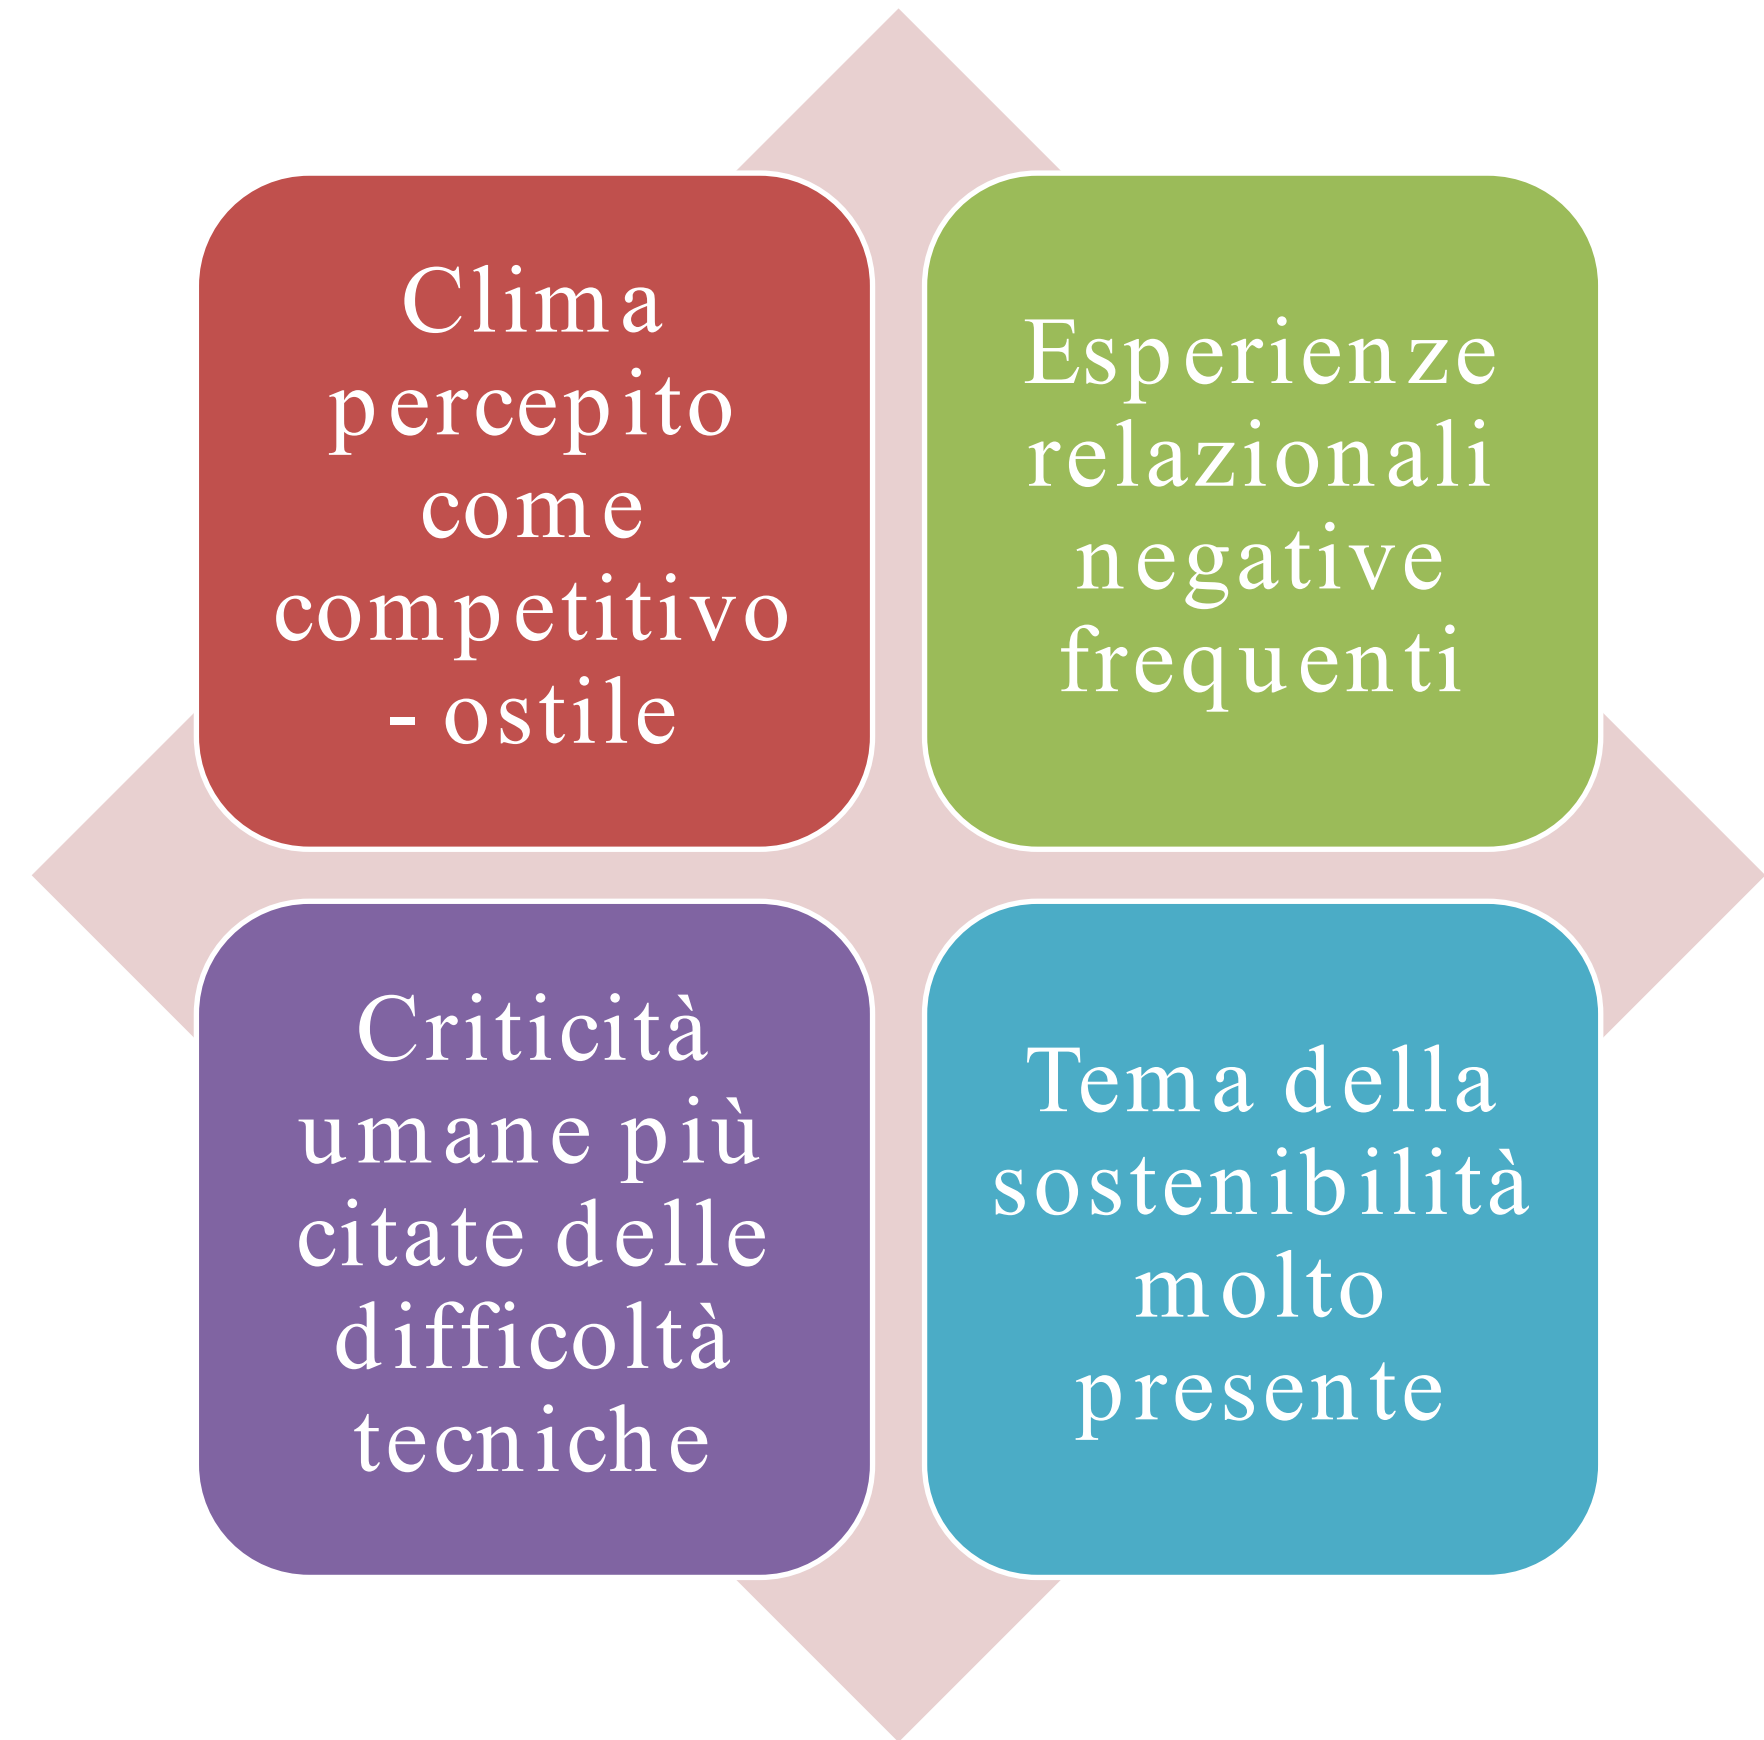 Clima
percepito
come
competitivo
- ostile
Esperienze
relazionali
negative
frequenti
Criticità
umane più
citate delle
difficoltà
tecniche
Tema della
sostenibilità
molto
presente